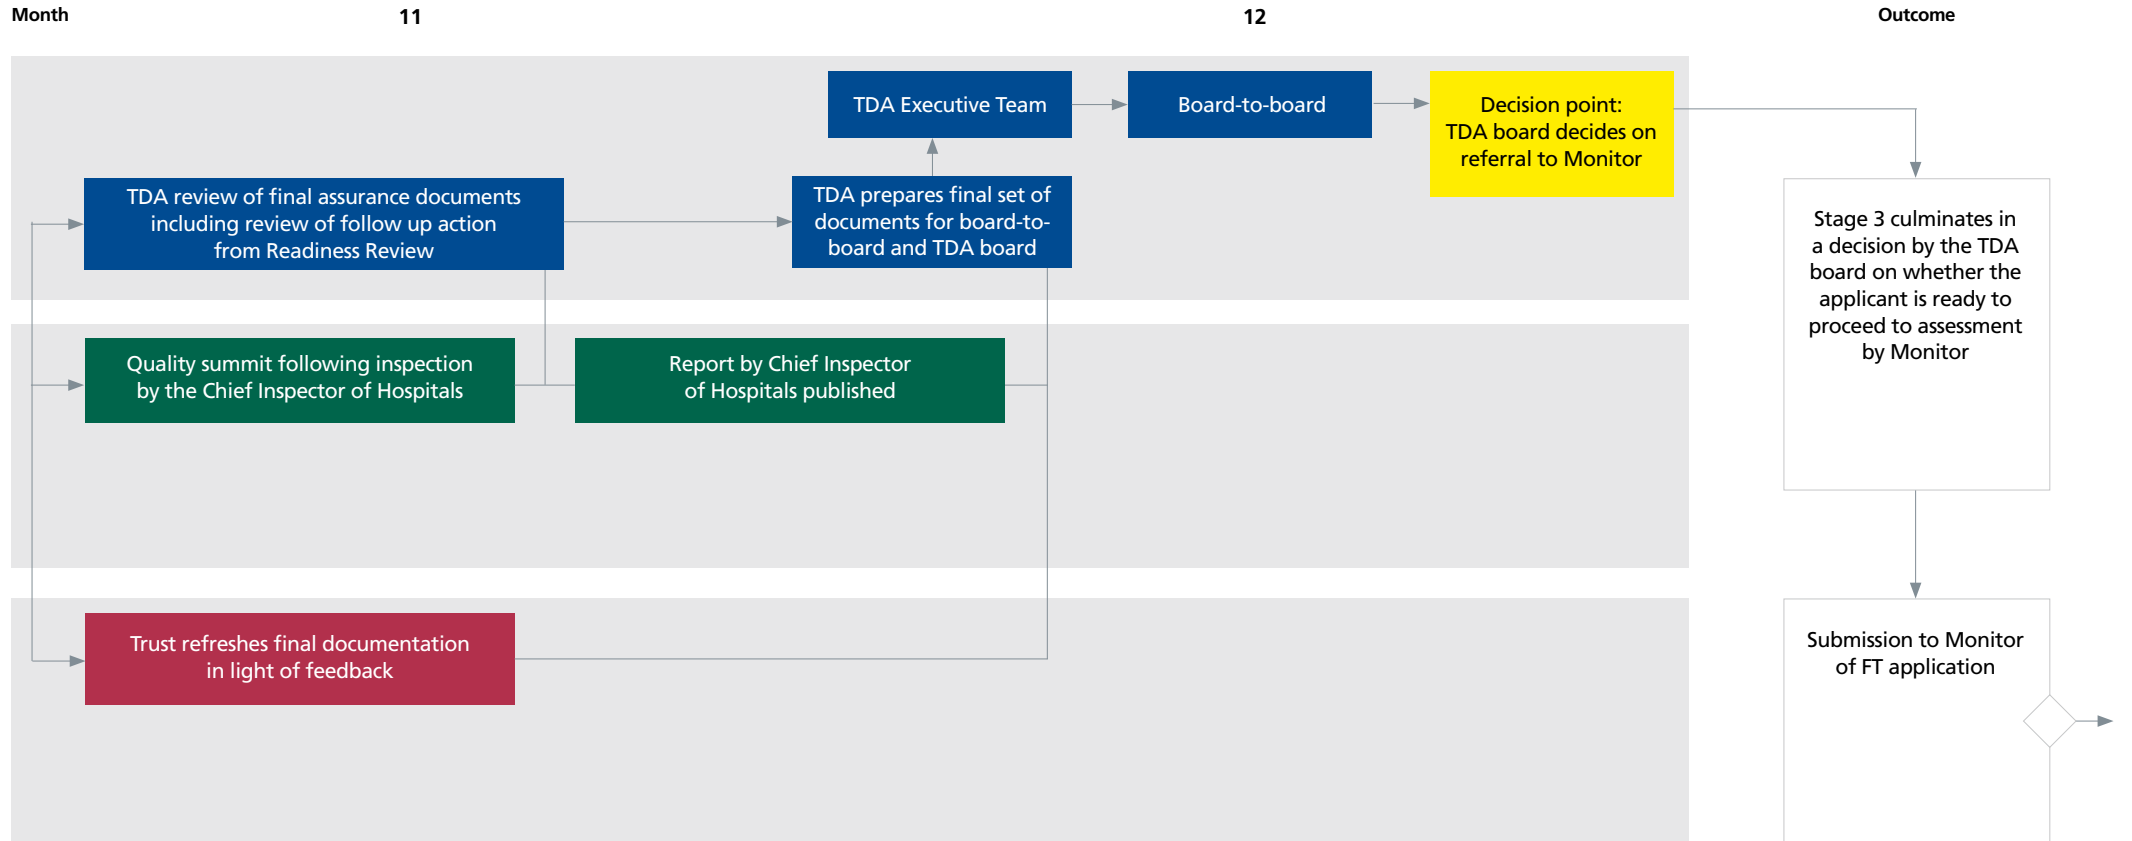 Month
11
12
Outcome
TDA Executive Team
Board-to-board
Decision point:
TDA board decides on
referral to Monitor
TDA review of final assurance documents
including review of follow up action
from Readiness Review
TDA prepares final set of
documents for board-to-
board and TDA board
Stage 3 culminates in
a decision by the TDA
board on whether the
applicant is ready to
proceed to assessment
by Monitor
Quality summit following inspection
by the Chief Inspector of Hospitals
Report by Chief Inspector
of Hospitals published
Trust refreshes final documentation
in light of feedback
Submission to Monitor
of FT application